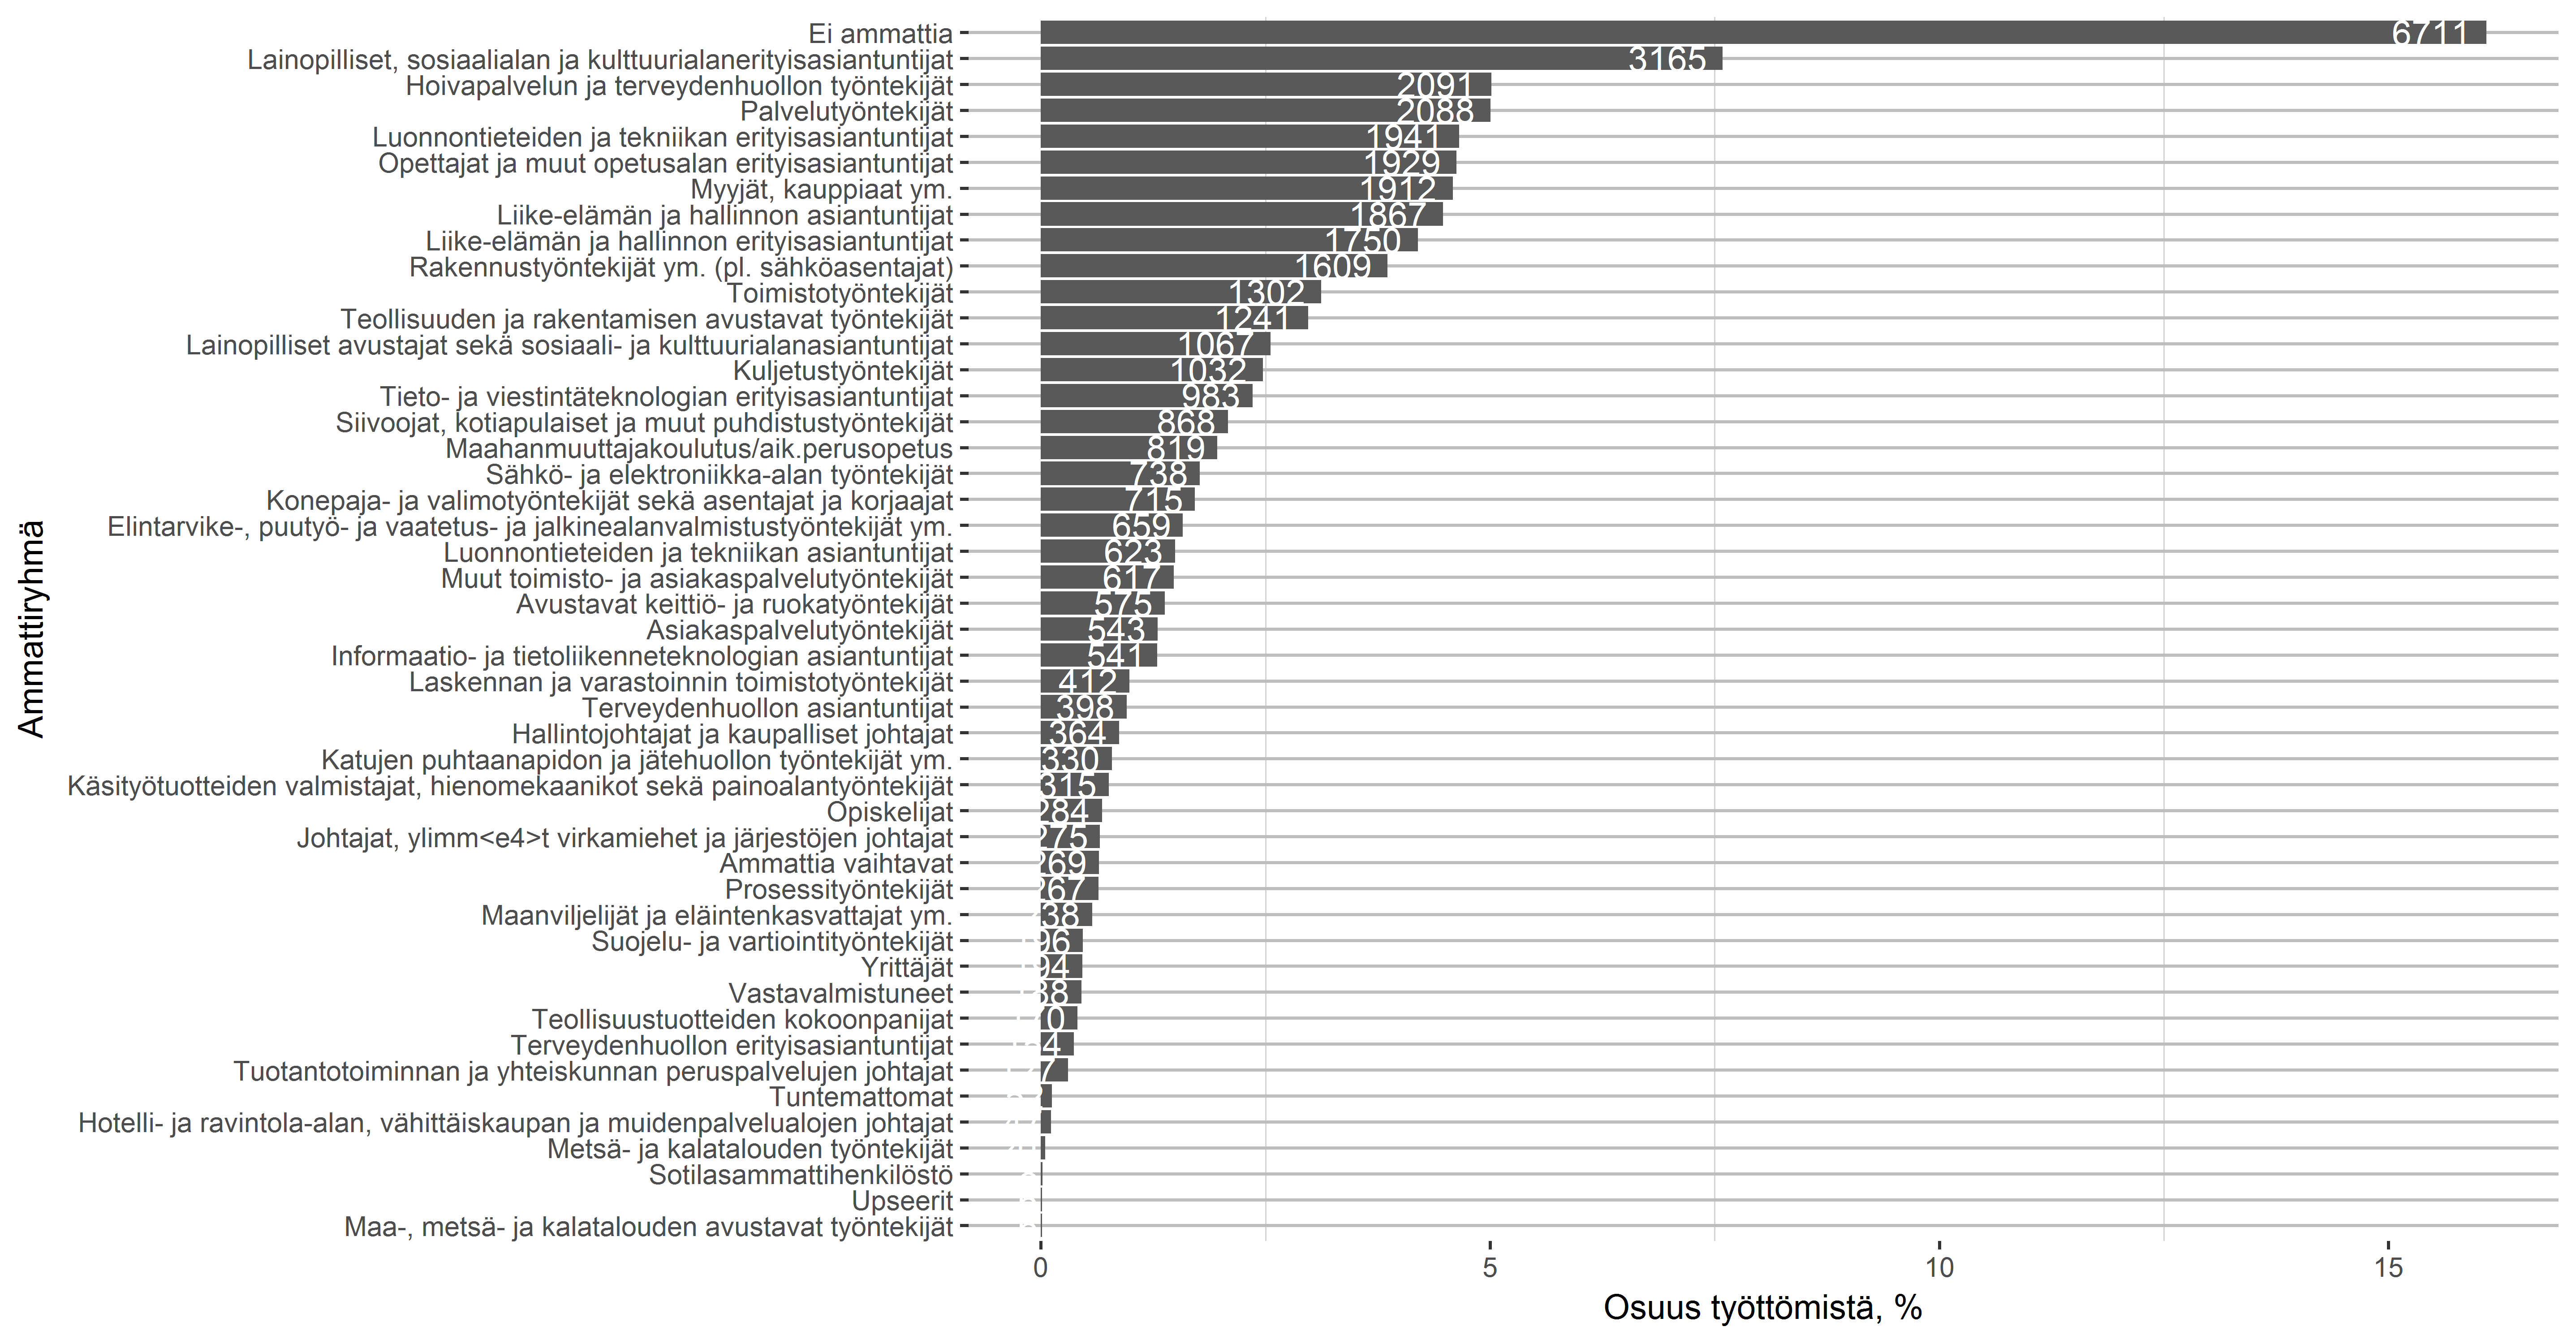 Ammattiryhmä
Ei ammattia 6711
Lainopilliset, sosiaalialan ja kulttuurialanerityisasiantuntijat 3165
Hoivapalvelun ja terveydenhuollon työntekijät 2091
Palvelutyöntekijät 2088
Luonnontieteiden ja tekniikan erityisasiantuntijat 1941
Opettajat ja muut opetusalan erityisasiantuntijat 1929
Myyjät, kauppiaat ym. 1912
Liike-elämän ja hallinnon asiantuntijat 1867
Liike-elämän ja hallinnon erityisasiantuntijat 1750
Rakennustyöntekijät ym. (pl. sähköasentajat) 1609
Toimistotyöntekijät 1302
Teollisuuden ja rakentamisen avustavat työntekijät 1241
Lainopilliset avustajat sekä sosiaali- ja kulttuurialanasiantuntijat 1067
Kuljetustyöntekijät 1032
Tieto- ja viestintäteknologian erityisasiantuntijat 983
Siivoojat, kotiapulaiset ja muut puhdistustyöntekijät 868
Maahanmuuttajakoulutus/aik.perusopetus 819
Sähkö- ja elektroniikka-alan työntekijät 738
Konepaja- ja valimotyöntekijät sekä asentajat ja korjaajat 715
Elintarvike-, puutyö- ja vaatetus- ja jalkinealanvalmistustyöntekijät ym. 659
Luonnontieteiden ja tekniikan asiantuntijat 623
Muut toimisto- ja asiakaspalvelutyöntekijät 617
Avustavat keittiö- ja ruokatyöntekijät 575
Asiakaspalvelutyöntekijät 543
Informaatio- ja tietoliikenneteknologian asiantuntijat 541
Laskennan ja varastoinnin toimistotyöntekijät 412
Terveydenhuollon asiantuntijat 398
Hallintojohtajat ja kaupalliset johtajat 364
Katujen puhtaanapidon ja jätehuollon työntekijät ym. 330
Käsityötuotteiden valmistajat, hienomekaanikot sekä painoalantyöntekijät 315
Opiskelijat 284
Johtajat, ylimm<e4>t virkamiehet ja järjestöjen johtajat 275
Ammattia vaihtavat 269
Prosessityöntekijät 267
Maanviljelijät ja eläintenkasvattajat ym.
Suojelu- ja vartiointityöntekijät 196
Yrittäjät 194
Vastavalmistuneet
Teollisuustuotteiden kokoonpanijat
Terveydenhuollon erityisasiantuntijat
Tuotantotoiminnan ja yhteiskunnan peruspalvelujen johtajat
Tuntemattomat
Hotelli- ja ravintola-alan, vähittäiskaupan ja muidenpalvelualojen johtajat
Metsä- ja kalatalouden työntekijät
Sotilasammattihenkilöstö
Upseerit
Maa-, metsä- ja kalatalouden avustavat työntekijät
0 5 10 15
Osuus työttömistä, %